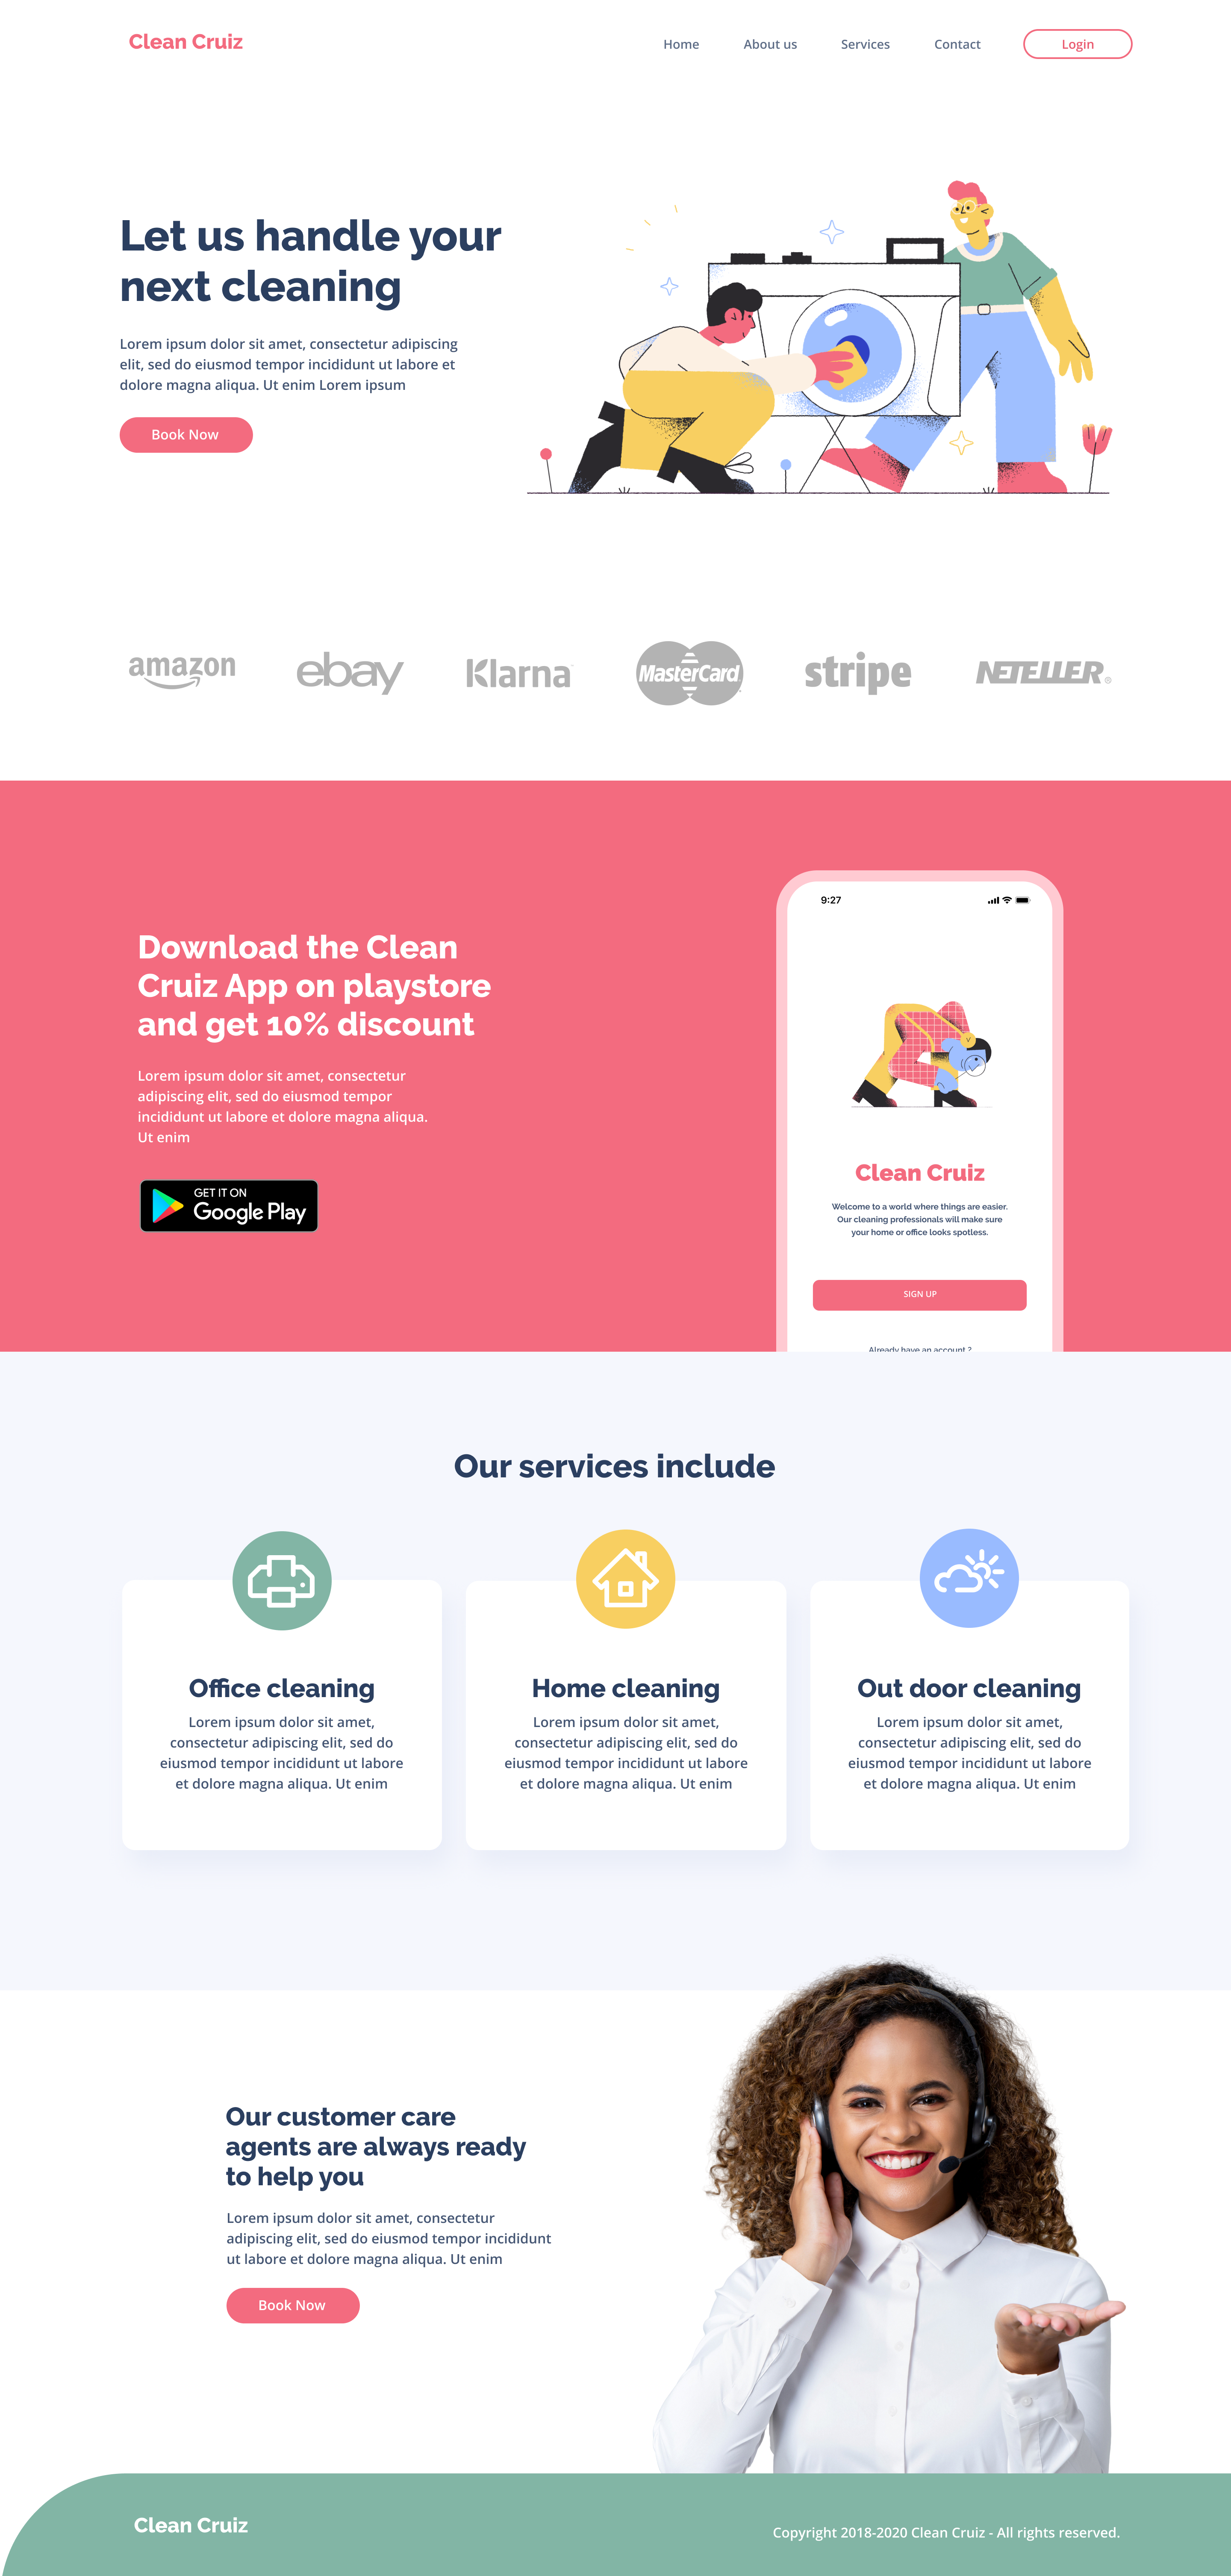 Clean Cruiz
Home About us Services Contact Login
Let us handle your
next cleaning
Lorem ipsum dolor sit amet, consectetur adipiscing
elit, sed do eiusmod tempor incididunt ut labore et
dolore magna aliqua. Ut enim Lorem ipsum
Book Now
amazon ebay Klarna MasterCard stripe NETELLER®
Download the Clean
Cruiz App on playstore
and get 10% discount
Lorem ipsum dolor sit amet, consectetur
adipiscing elit, sed do eiusmod tempor
incididunt ut labore et dolore magna aliqua.
Ut enim
GET IT ON
Google Play
9:27
Clean Cruiz
Welcome to a world where things are easier.
Our cleaning professionals will make sure
your home or office looks spotless.
SIGN UP
Already have an account ?
Our services include
Office cleaning
Lorem ipsum dolor sit amet,
consectetur adipiscing elit, sed do
eiusmod tempor incididunt ut labore
et dolore magna aliqua. Ut enim
Home cleaning
Lorem ipsum dolor sit amet,
consectetur adipiscing elit, sed do
eiusmod tempor incididunt ut labore
et dolore magna aliqua. Ut enim
Out door cleaning
Lorem ipsum dolor sit amet,
consectetur adipiscing elit, sed do
eiusmod tempor incididunt ut labore
et dolore magna aliqua. Ut enim
Our customer care
agents are always ready
to help you
Lorem ipsum dolor sit amet, consectetur
adipiscing elit, sed do eiusmod tempor incididunt
ut labore et dolore magna aliqua. Ut enim
Book Now
Clean Cruiz
Copyright 2018-2020 Clean Cruiz - All rights reserved.